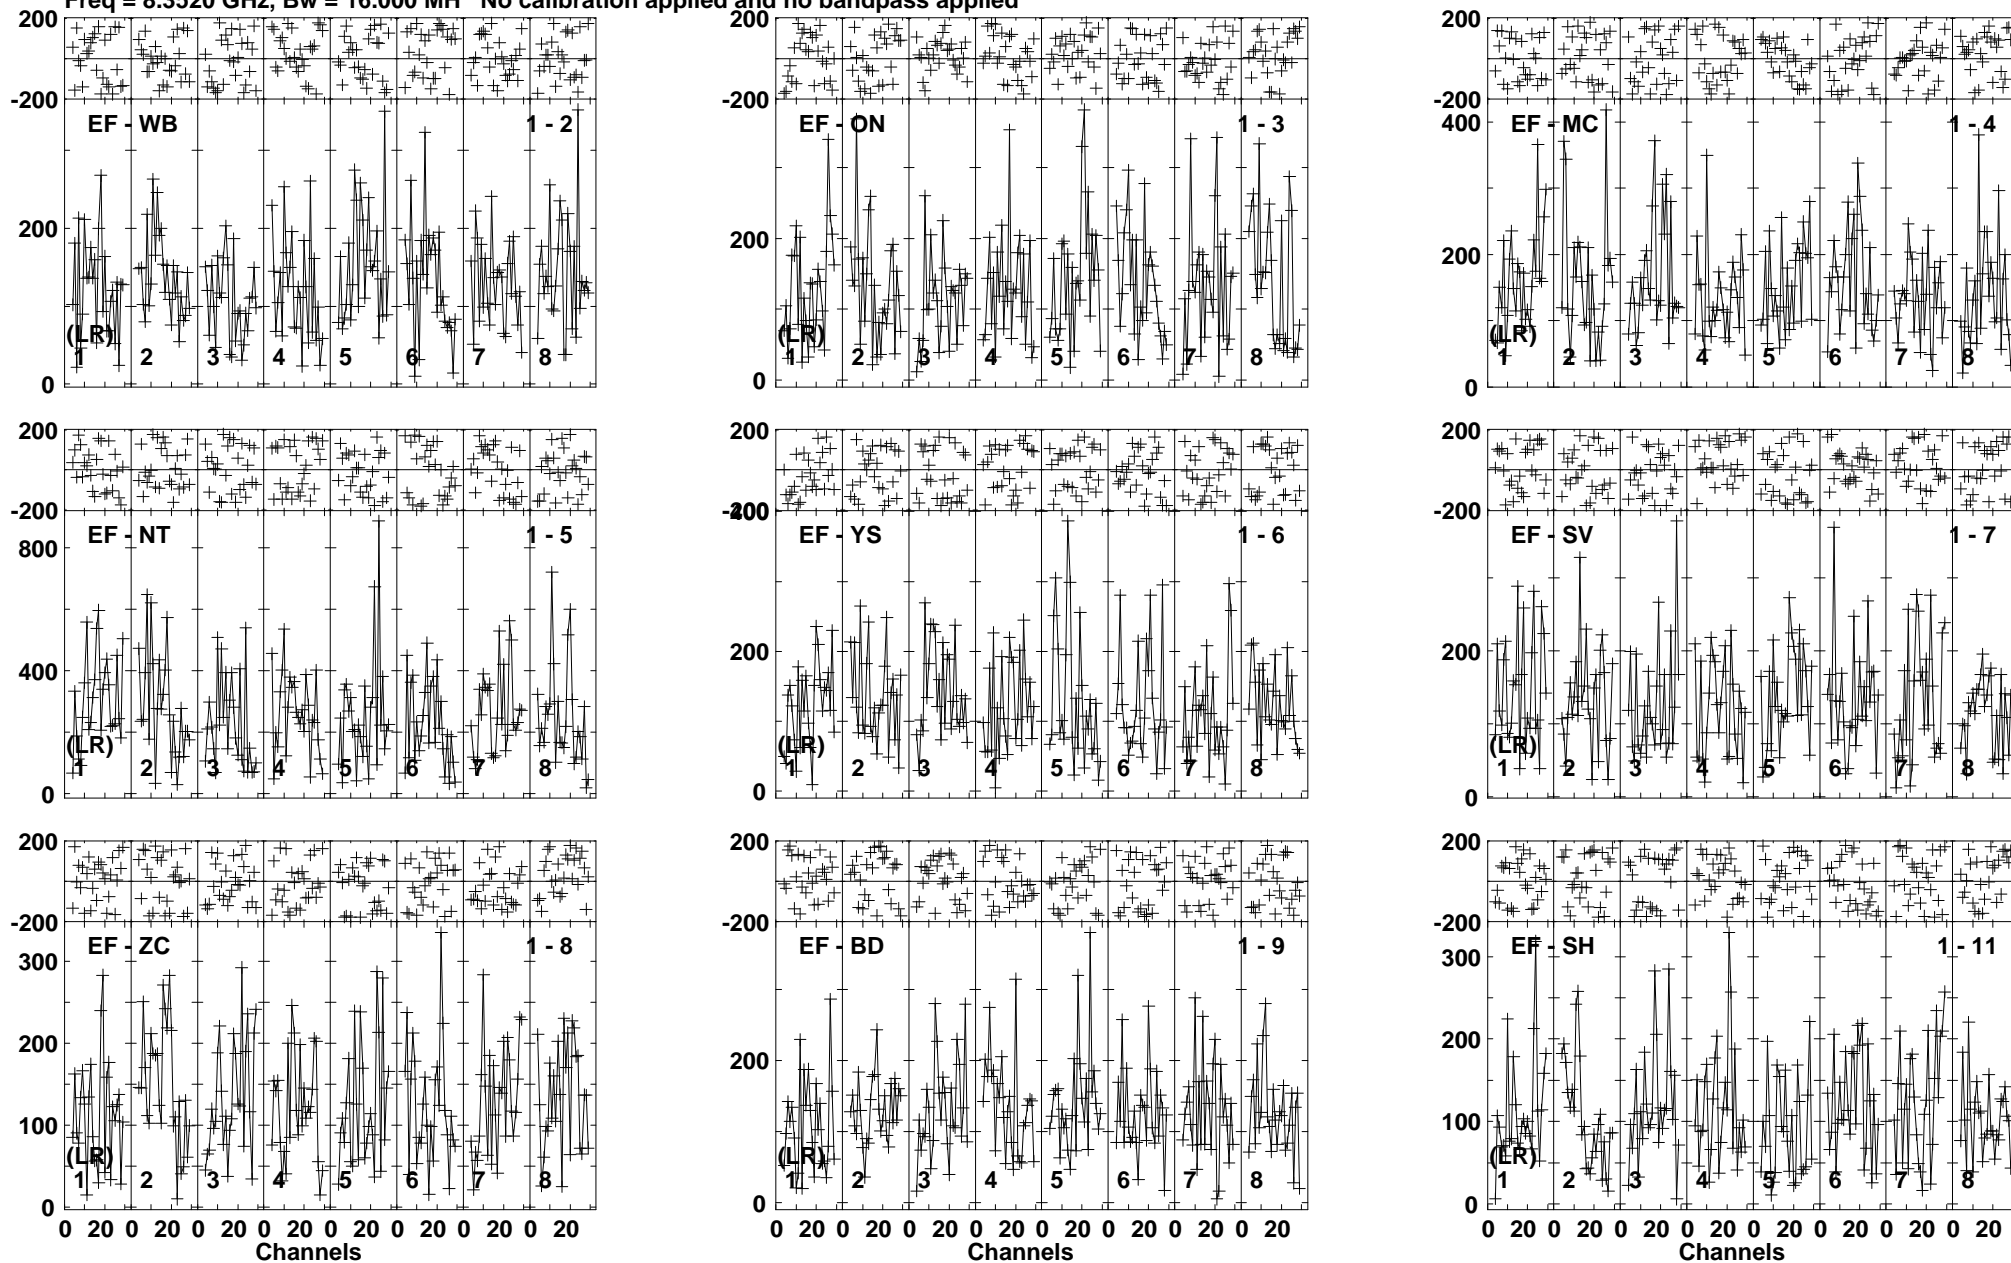 Freq = 8.3520 GHz, Bw = 16.000 MH No calibration applied and no bandpass applied
200 200 200
-200 -200 -200
EF - WB 1 - 2 EF - ON 1 - 3 400 EF - MC 1 - 4
200 200 200
(LR) (LR) (LR)
1 2 3 4 5 6 7 8 1 2 3 4 5 6 7 8 1 2 3 4 5 6 7 8
0 0 0
200 200 200
-200 -200 -200
400
EF - NT 1 - 5 EF - YS 1 - 6 EF - SV 1 - 7
800
400 200 200
(LR) (LR) (LR)
1 2 3 4 5 6 7 8 1 2 3 4 5 6 7 8 1 2 3 4 5 6 7 8
0 0 0
200 200 200
-200 -200 -200
EF - ZC 1 - 8 EF - BD 1 - 9 EF - SH 1 - 11
300 300
200 200 200
100 100
(LR) (LR) (LR)
1 2 3 4 5 6 7 8 1 2 3 4 5 6 7 8 1 2 3 4 5 6 7 8
0 0 0
0 20 0 20 0 20 0 20 0 20 0 20 0 20 0 20 0 20 0 20 0 20 0 20 0 20 0 20 0 20 0 20 0 20 0 20 0 20 0 20 0 20 0 20 0 20 0 20
Channels Channels Channels